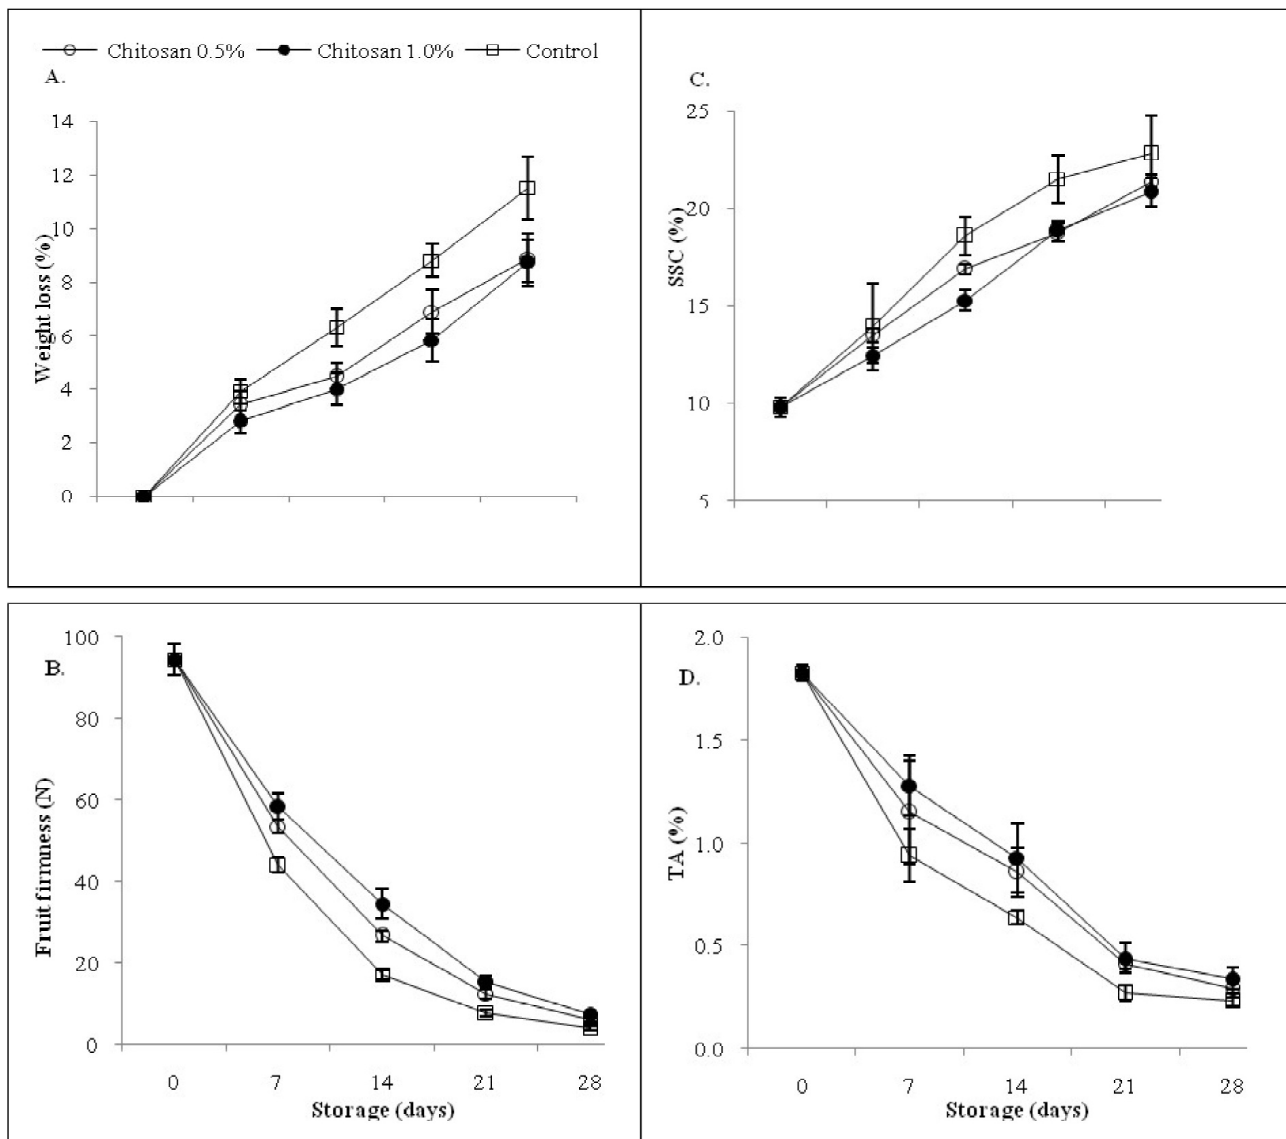 Chitosan 0.5% Chitosan 1.0% Control
A.
14
12
10
8
6
4
2
0
Weight loss (%)
C.
25
20
15
10
5
SSC (%)
B.
100
80
60
40
20
0
Fruit firmness (N)
0 7 14 21 28
Storage (days)
D.
2.0
1.5
1.0
0.5
0.0
TA (%)
0 7 14 21 28
Storage (days)